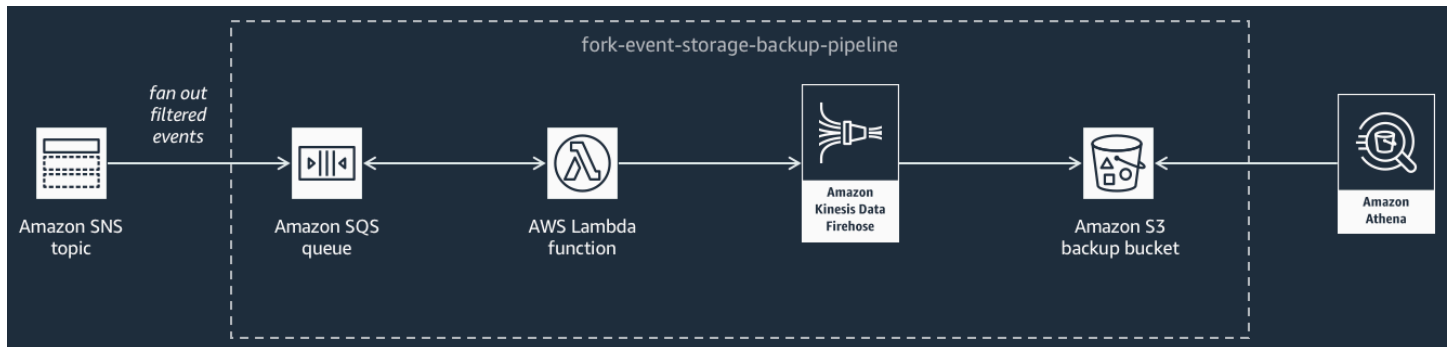 fork-event-storage-backup-pipeline
fan out
filtered
events
Amazon SNS
topic
Amazon SQS
queue
AWS Lambda
function
Amazon
Kinesis Data
Firehose
Amazon S3
backup bucket
Amazon
Athena